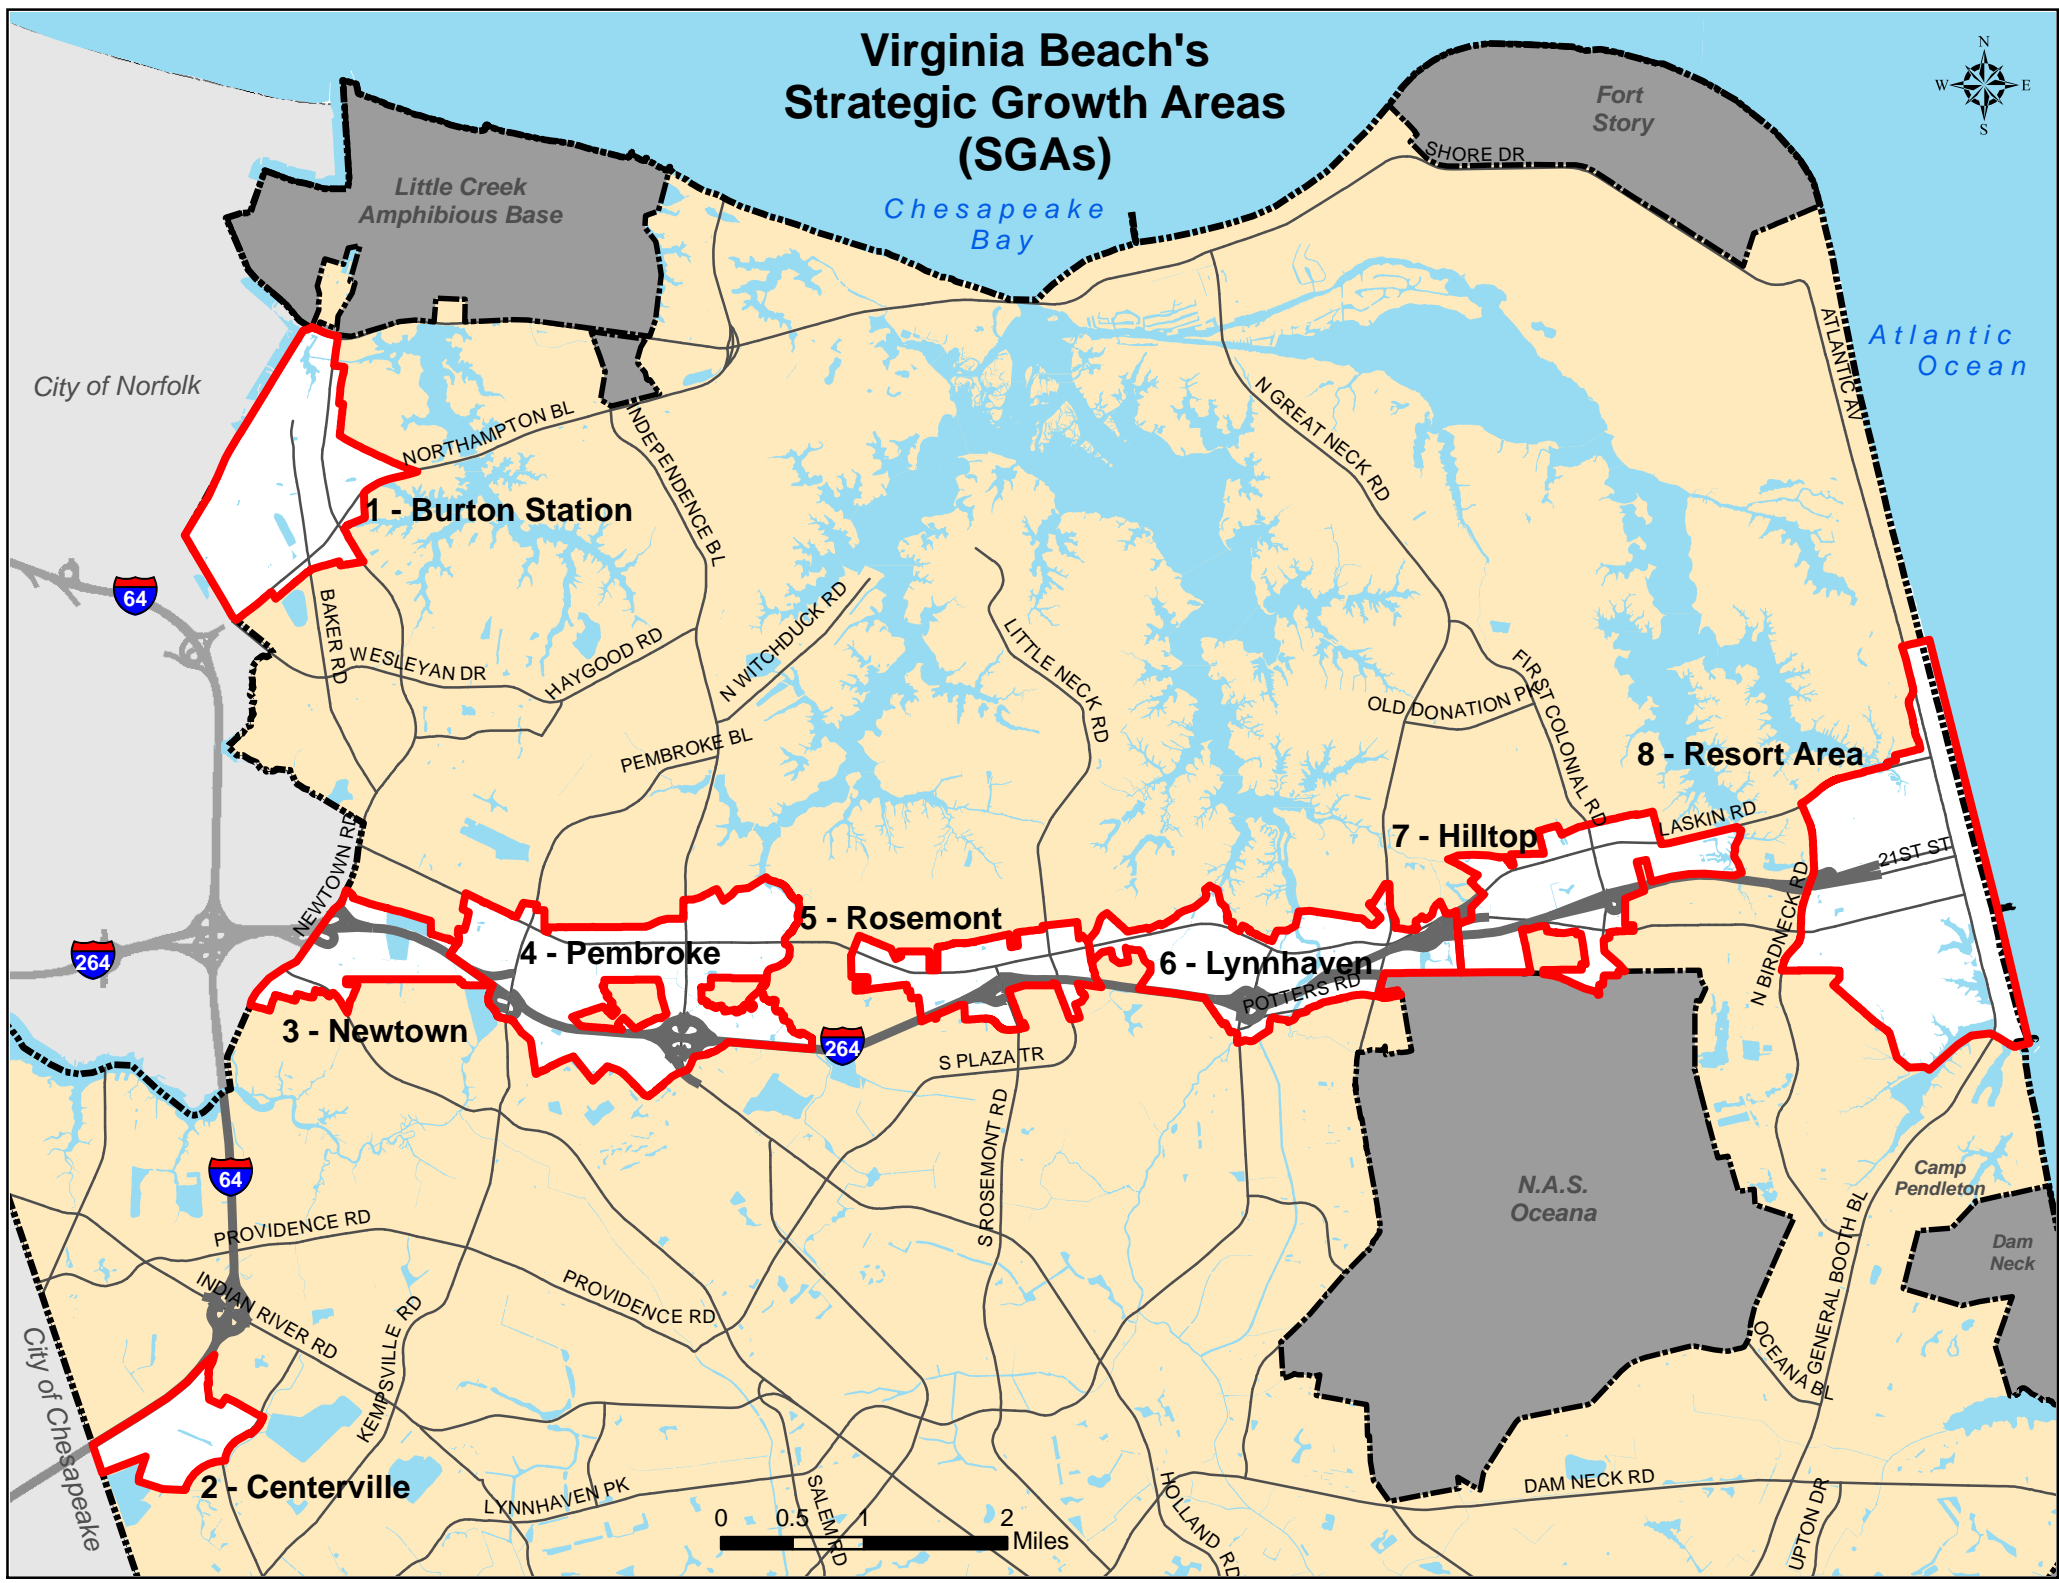 Virginia Beach's
Strategic Growth Areas
(SGAs)
N
W
E
S
Fort
Story
SHORE DR
Little Creek
Amphibious Base
Chesapeake
Bay
Atlantic
Ocean
ATLANTIC AV
City of Norfolk
NORTHAMPTON BL
INDEPENDENCE BL
N GREAT NECK RD
1 - Burton Station
64
BAKER RD
WESLEYAN DR
HAYGOOD RD
N WITCHDUCK RD
LITTLE NECK RD
FIRST COLONIAL RD
OLD DONATION PK
PEMBROKE BL
8 - Resort Area
NEWTOWN RD
NEWTOWN RD
7 - Hilltop
LASKIN RD
21ST ST
N BIRDNECK RD
5 - Rosemont
4 - Pembroke
6 - Lynnhaven
POTTERS RD
264
3 - Newtown
264
S PLAZA TR
S ROSEMONT RD
64
N.A.S.
Oceana
Camp
Pendleton
Dam
Neck
PROVIDENCE RD
INDIAN RIVER RD
PROVIDENCE RD
KEMPSVILLE RD
GENERAL BOOTH BL
OCEANA BL
City of Chesapeake
2 - Centerville
LYNNHAVEN PK
SALEM RD
HOLLAND RD
DAM NECK RD
UPTON DR
0 0.5 1 2
Miles